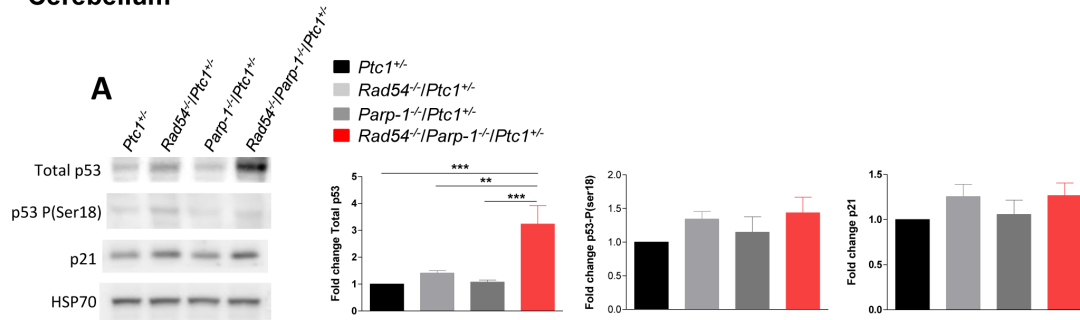 Cerebellum
A
Ptc1+/-
Rad54-/-/Ptc1+/-
Parp-1-/-/Ptc1+/-
Rad54-/-/Parp-1-/-/Ptc1+/-
Total p53
p53 P(Ser18)
p21
HSP70
Ptc1+/-
Rad54-/-/Ptc1+/-
Parp-1-/-/Ptc1+/-
Rad54-/-/Parp-1-/-/Ptc1+/-
Fold change Total p53
5
4
3
2
1
0
***
**
***
Fold change p53-P(ser18)
2.0
1.5
1.0
0.5
0.0
Fold change p21
1.5
1.0
0.5
0.0